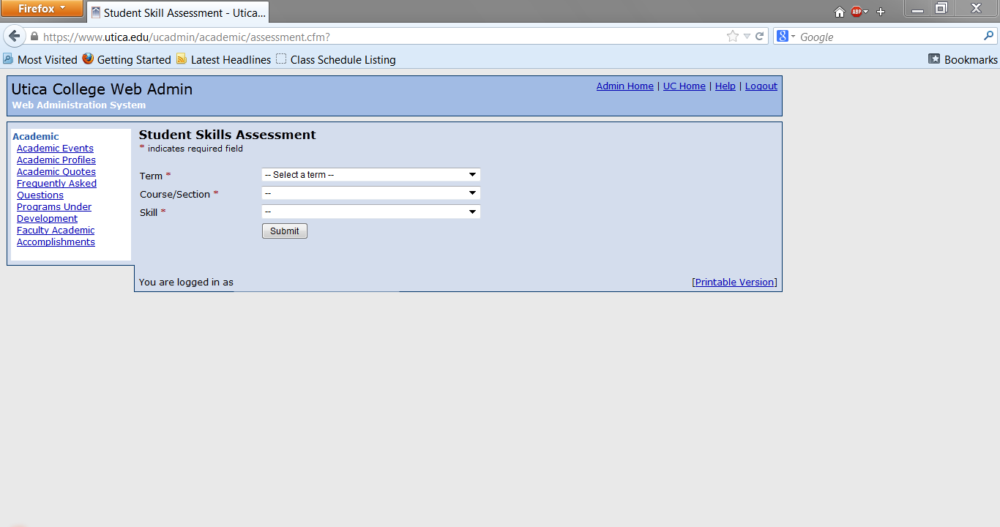 Firefox
Student Skill Assessment - Utica...
ABP
https://www.utica.edu/ucadmin/academic/assessment.cfm?
8 Google
Most Visited Getting Started Latest Headlines Class Schedule Listing Bookmarks
Utica College Web Admin
Admin Home | UC Home | Help | Logout
Web Administration System
Academic
Academic Events
Academic Profiles
Academic Quotes
Frequently Asked
Questions
Programs Under
Development
Faculty Academic
Accomplishments
Student Skills Assessment
* indicates required field
Term * -- Select a term --
Course/Section * --
Skill * --
Submit
You are logged in as
[Printable Version]